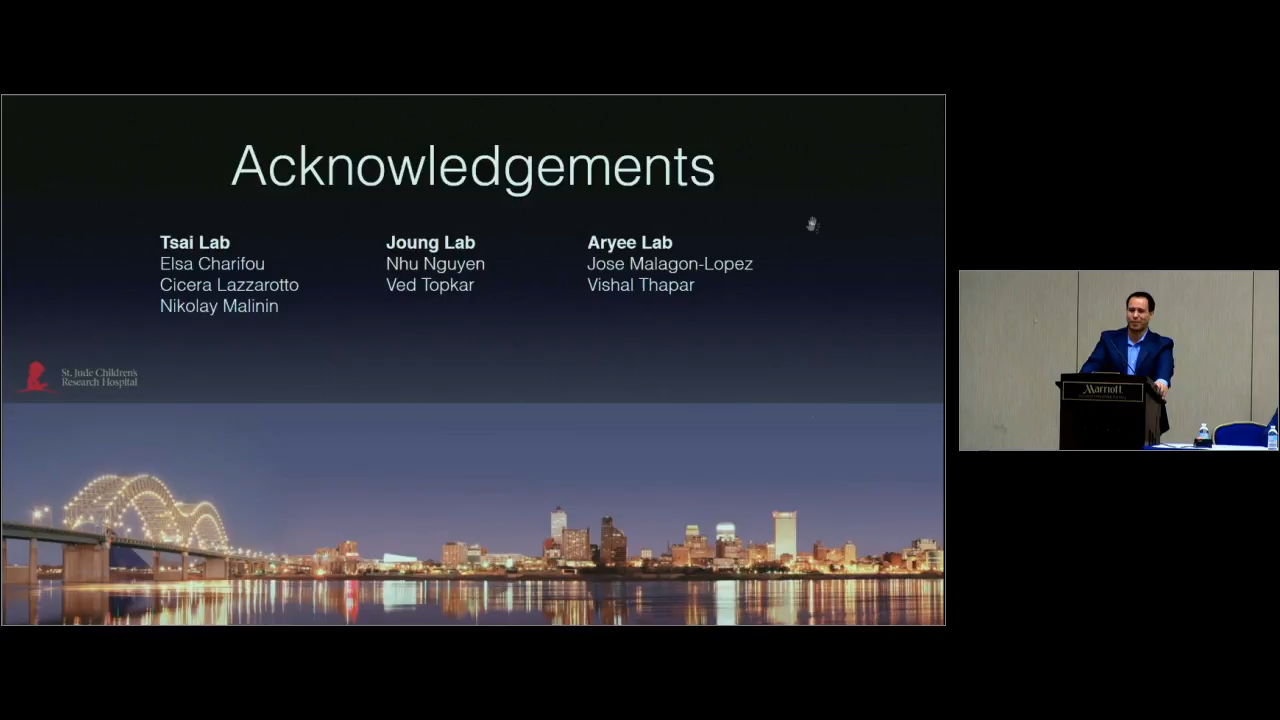 Acknowledgements
Tsai Lab
Elsa Charifou
Cicera Lazzarotto
Nikolay Malinin
Joung Lab
Nhu Nguyen
Ved Topkar
Aryee Lab
Jose Malagon-Lopez
Vishal Thapar
St. Jude Children's
Research Hospital
Marriott